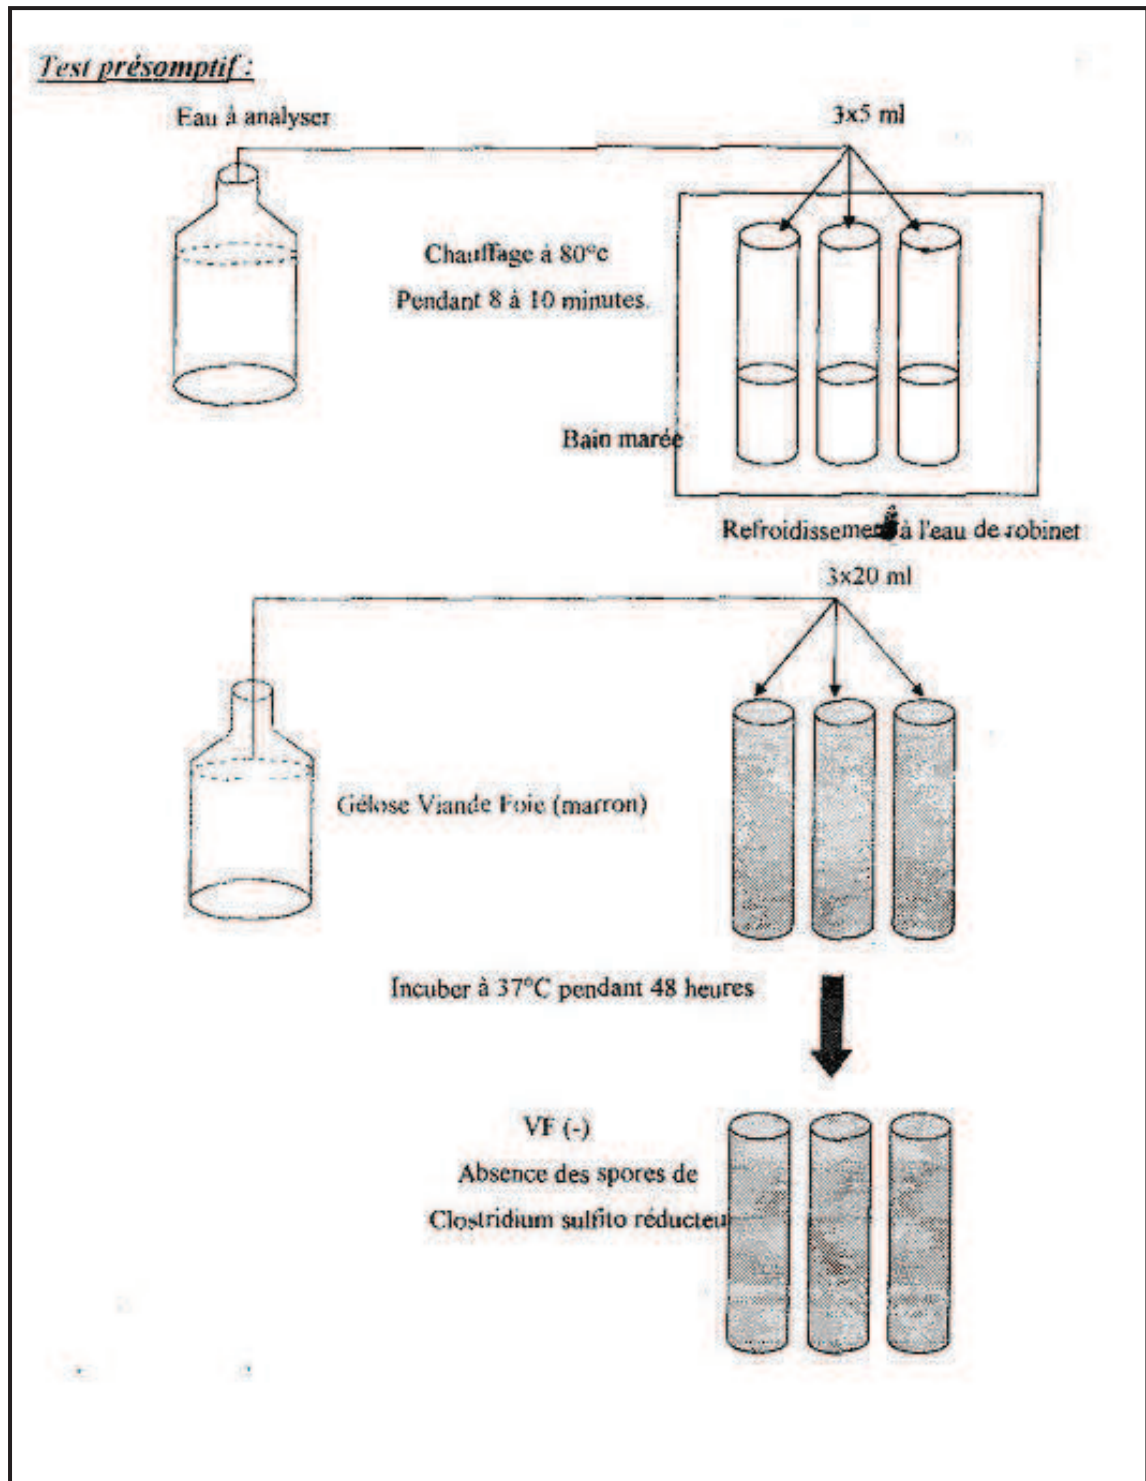 Test présomptif :
Eau à analyser
3x5 ml
Chauffage à 80°c
Pendant 8 à 10 minutes.
Bain marée
Refroidissement à l'eau de robinet
3x20 ml
Gélose Viande Foie (marron)
Incuber à 37°C pendant 48 heures
VF (-)
Absence des spores de
Clostridium sulfito réducteur